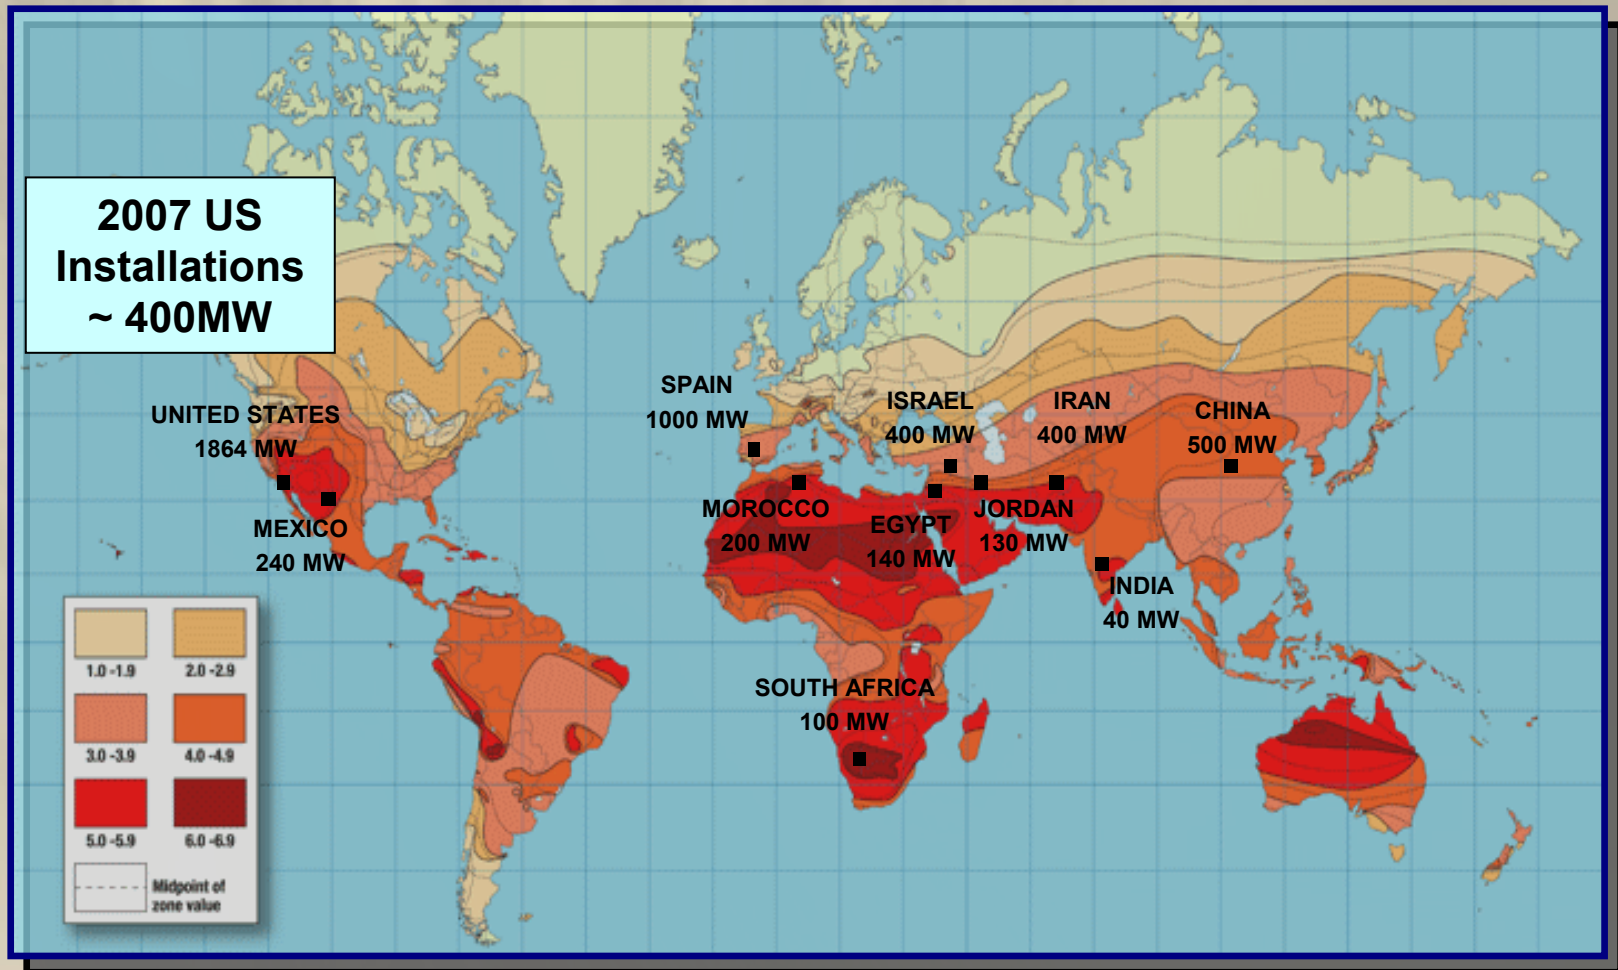 2007 US
Installations
~ 400MW
UNITED STATES
1864 MW
MEXICO
240 MW
SPAIN
1000 MW
ISRAEL
400 MW
IRAN
400 MW
CHINA
500 MW
MOROCCO
200 MW
EGYPT
140 MW
JORDAN
130 MW
INDIA
40 MW
SOUTH AFRICA
100 MW
1.0 -1.9
2.0 -2.9
3.0 -3.9
4.0 -4.9
5.0 -5.9
6.0 -6.9
Midpoint of
zone value